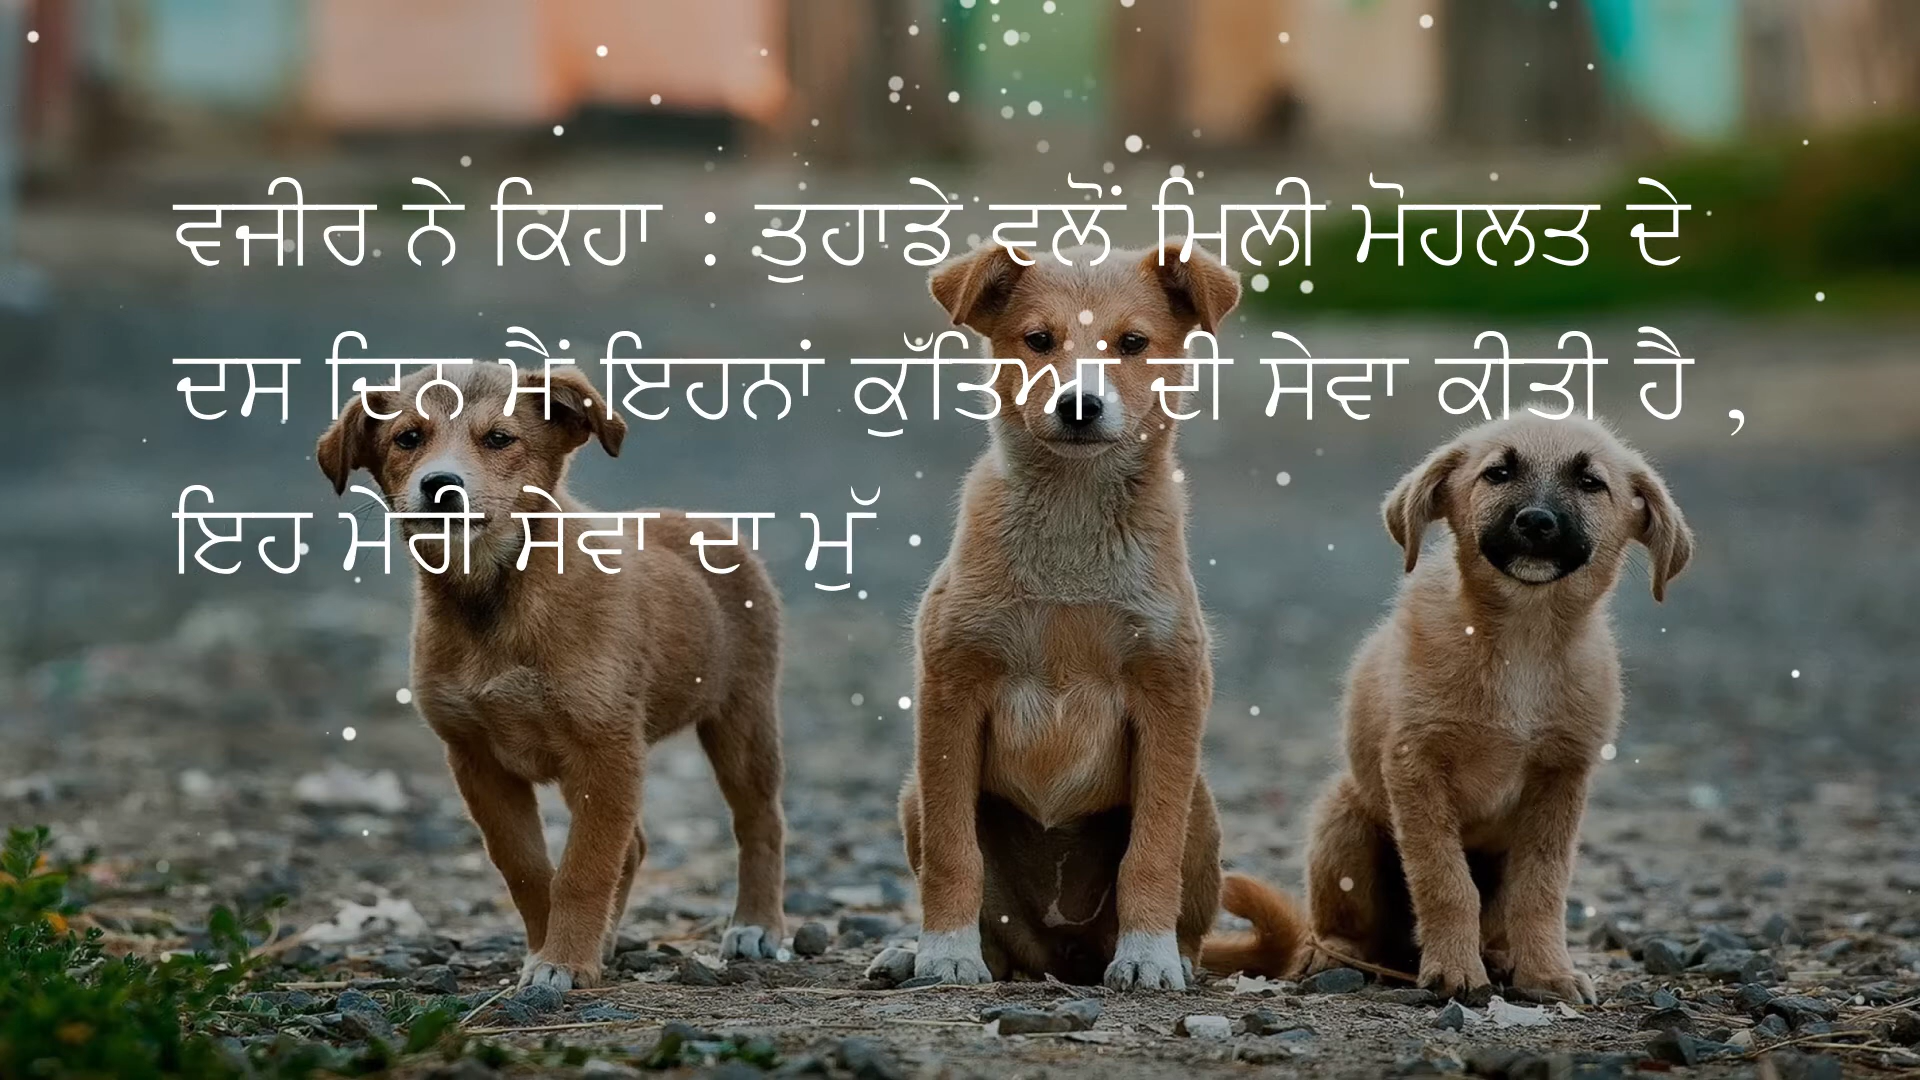 ਵਜੀਰ ਨੇ ਕਿਹਾ : ਤੁਹਾਡੇ ਵਲੋਂ ਮਿਲੀ ਮੋਹਲਤ ਦੇ
ਦਸ ਦਿਨ ਮੈਂ ਇਹਨਾਂ ਕੁੱਤਿਆਂ ਦੀ ਸੇਵਾ ਕੀਤੀ ਹੈ ,
ਇਹ ਮੇਰੀ ਸੇਵਾ ਦਾ ਮੁੱ